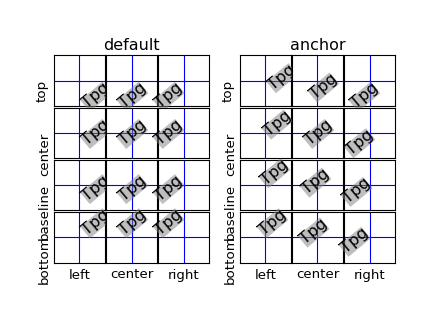 default anchor
top Tpg Tpg Tpg top Tpg Tpg Tpg
center Tpg Tpg Tpg center Tpg Tpg Tpg
baseline Tpg Tpg Tpg baseline Tpg Tpg Tpg
bottom Tpg Tpg Tpg bottom Tpg Tpg Tpg
left center right left center right